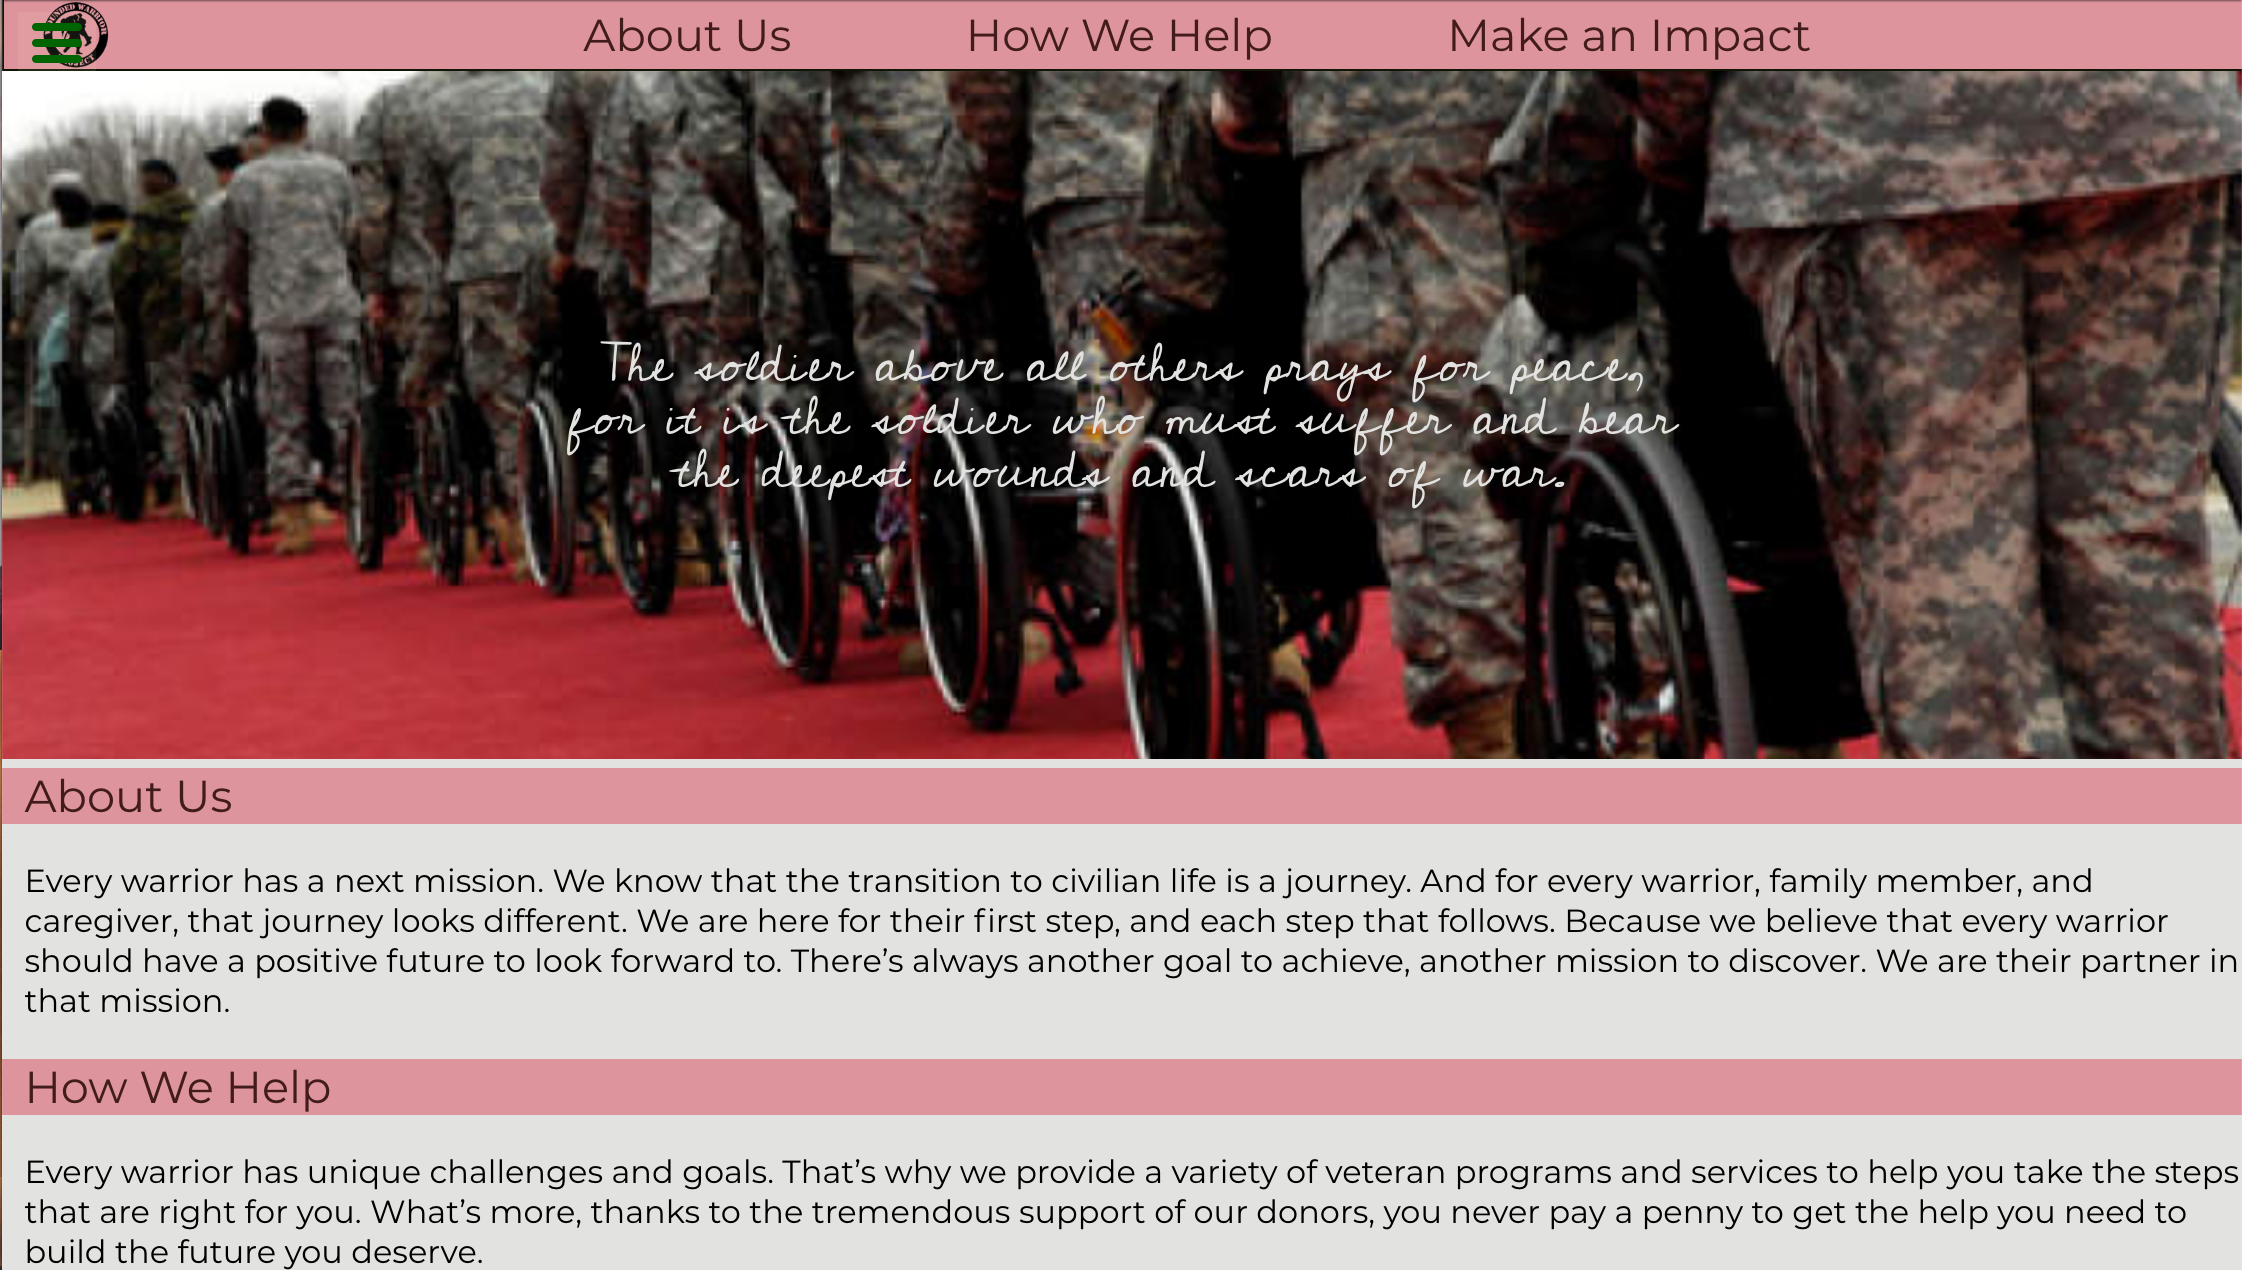 About Us How We Help Make an Impact
The soldier above all others prays for peace,
for it is the soldier who must suffer and bear
the deepest wounds and scars of war.
About Us
Every warrior has a next mission. We know that the transition to civilian life is a journey. And for every warrior, family member, and
caregiver, that journey looks different. We are here for their first step, and each step that follows. Because we believe that every warrior
should have a positive future to look forward to. There’s always another goal to achieve, another mission to discover. We are their partner in
that mission.
How We Help
Every warrior has unique challenges and goals. That’s why we provide a variety of veteran programs and services to help you take the steps
that are right for you. What’s more, thanks to the tremendous support of our donors, you never pay a penny to get the help you need to
build the future you deserve.